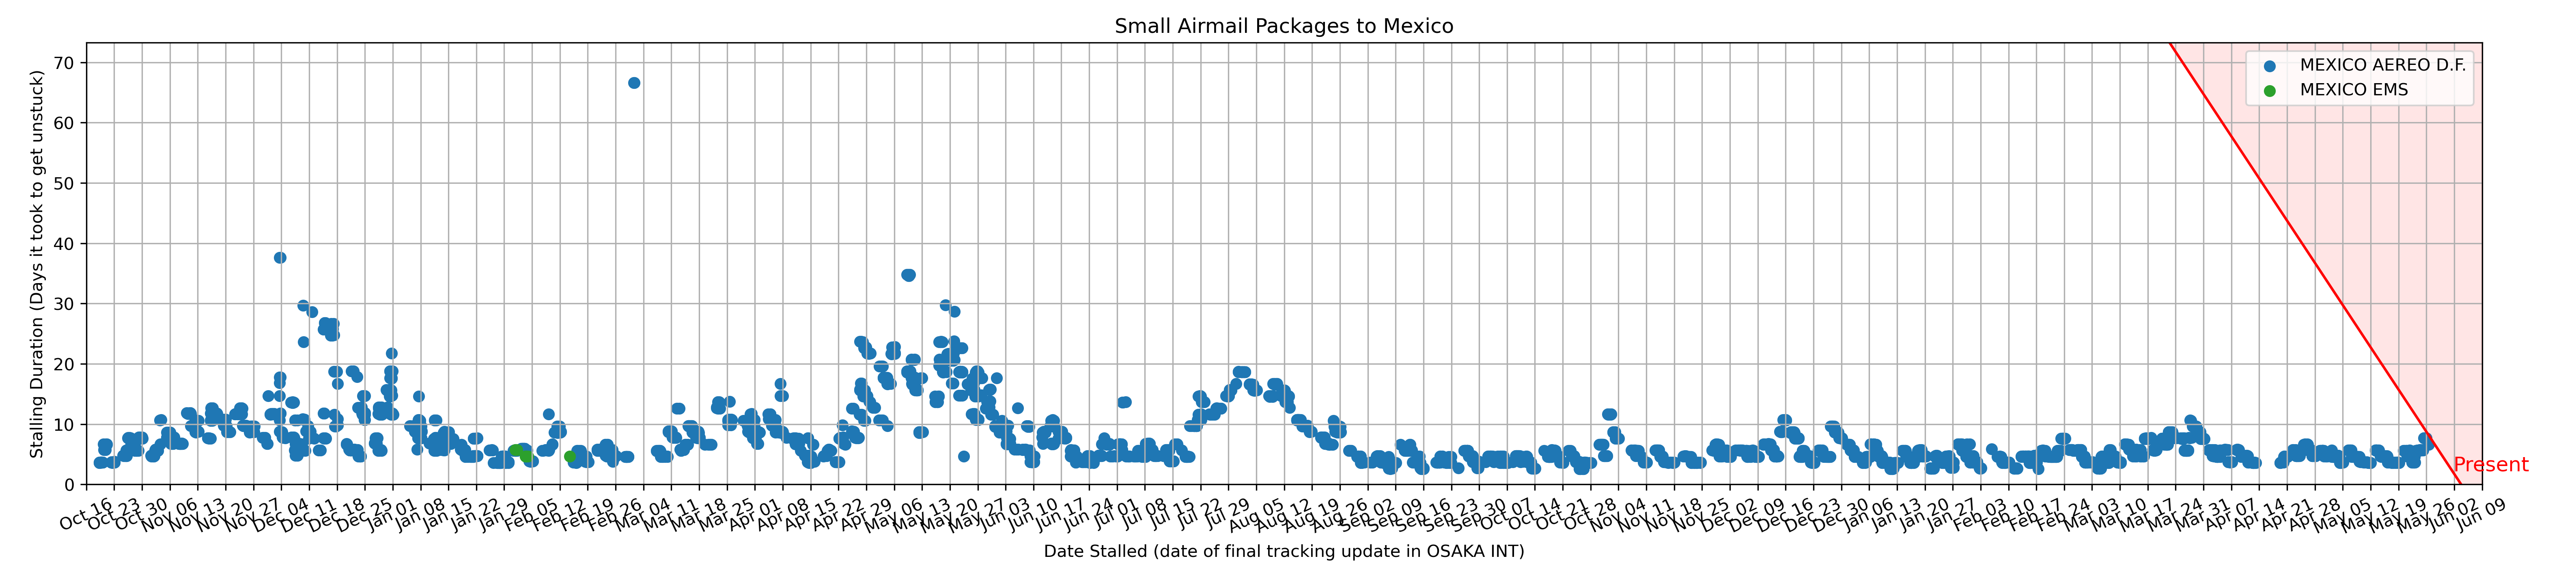 Small Airmail Packages to Mexico
Stalling Duration (Days it took to get unstuck)
70
60
50
40
30
20
10
0
MEXICO AEREO D.F.
MEXICO EMS
Present
Oct 16
Oct 23
Oct 30
Nov 06
Nov 13
Nov 20
Nov 27
Dec 04
Dec 11
Dec 18
Dec 25
Jan 01
Jan 08
Jan 15
Jan 22
Jan 29
Feb 05
Feb 12
Feb 19
Feb 26
Mar 04
Mar 11
Mar 18
Mar 25
Apr 01
Apr 08
Apr 15
Apr 22
Apr 29
May 06
May 13
May 20
May 27
Jun 03
Jun 10
Jun 17
Jun 24
Jul 01
Jul 08
Jul 15
Jul 22
Jul 29
Aug 05
Aug 12
Aug 19
Aug 26
Sep 02
Sep 09
Sep 16
Sep 23
Sep 30
Oct 07
Oct 14
Oct 21
Oct 28
Nov 04
Nov 11
Nov 18
Nov 25
Dec 02
Dec 09
Dec 16
Dec 23
Dec 30
Jan 06
Jan 13
Jan 20
Jan 27
Feb 03
Feb 10
Feb 17
Feb 24
Mar 03
Mar 10
Mar 17
Mar 24
Mar 31
Apr 07
Apr 14
Apr 21
Apr 28
May 05
May 12
May 19
May 26
Jun 02
Jun 09
Date Stalled (date of final tracking update in OSAKA INT)